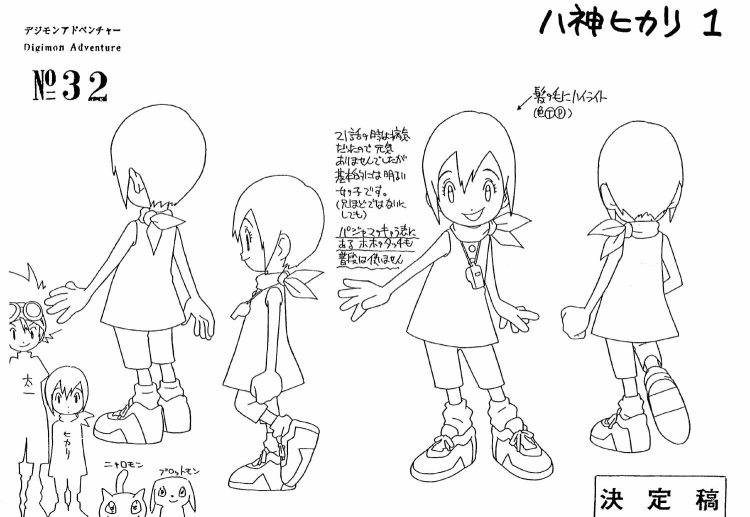 デジモンアドベンチャー
Digimon Adventure
№32
八神ヒカリ 1
髪の毛にハイライト
(色T.P)
21話の時は病気
だったので元気
ありませんでしたが
基本的には明るい
女の子です。
(兄ほどではないに
しても)
パジャマのキャラ表に
ある ホホのタッチも
普段は使いません
太一
ヒカリ
ニャロモン
プロットモン
決定稿